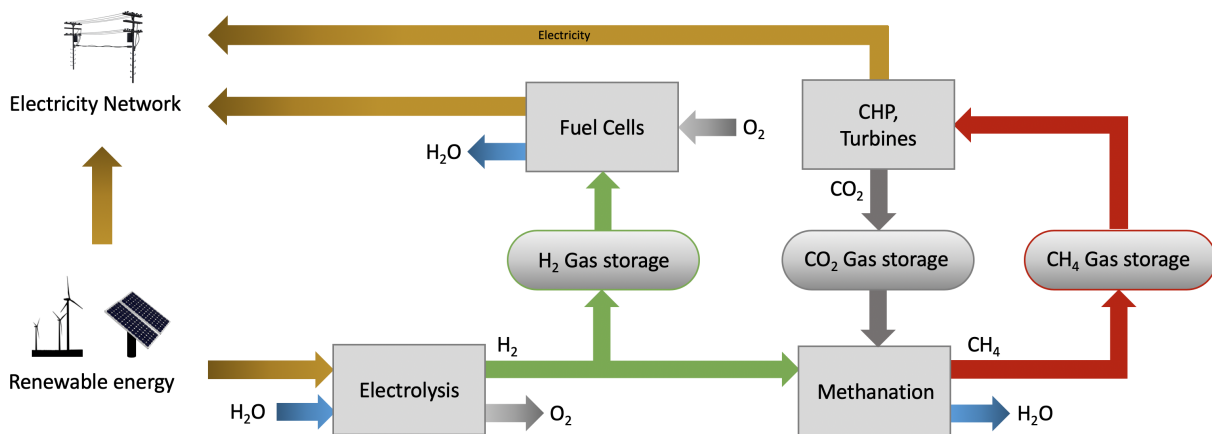 Electricity
Electricity Network
Fuel Cells
O₂
H₂O
CHP,
Turbines
CO₂
H₂ Gas storage
CO₂ Gas storage
CH₄ Gas storage
Renewable energy
H₂
CH₄
Electrolysis
Methanation
H₂O
O₂
H₂O